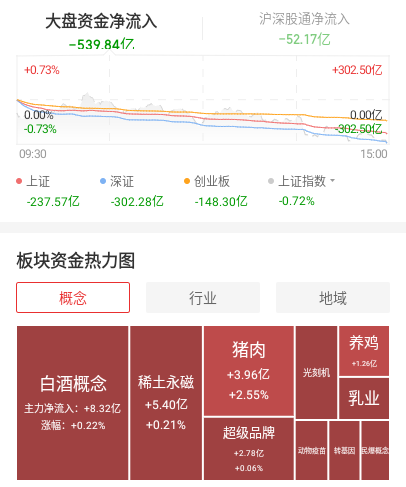 大盘资金净流入
-539.84亿
沪深股通净流入
-52.17亿
+0.73%
+302.50亿
0.00%
0.00亿
-0.73%
-302.50亿
09:30
15:00
上证
深证
创业板
上证指数
-237.57亿
-302.28亿
-148.30亿
-0.72%
板块资金热力图
概念
行业
地域
白酒概念
主力净流入：+8.32亿
涨幅：+0.22%
稀土永磁
+5.40亿
+0.21%
猪肉
+3.96亿
+2.55%
超级品牌
+2.78亿
+0.06%
光刻机
养鸡
+1.26亿
乳业
动物疫苗
转基因
民爆概念